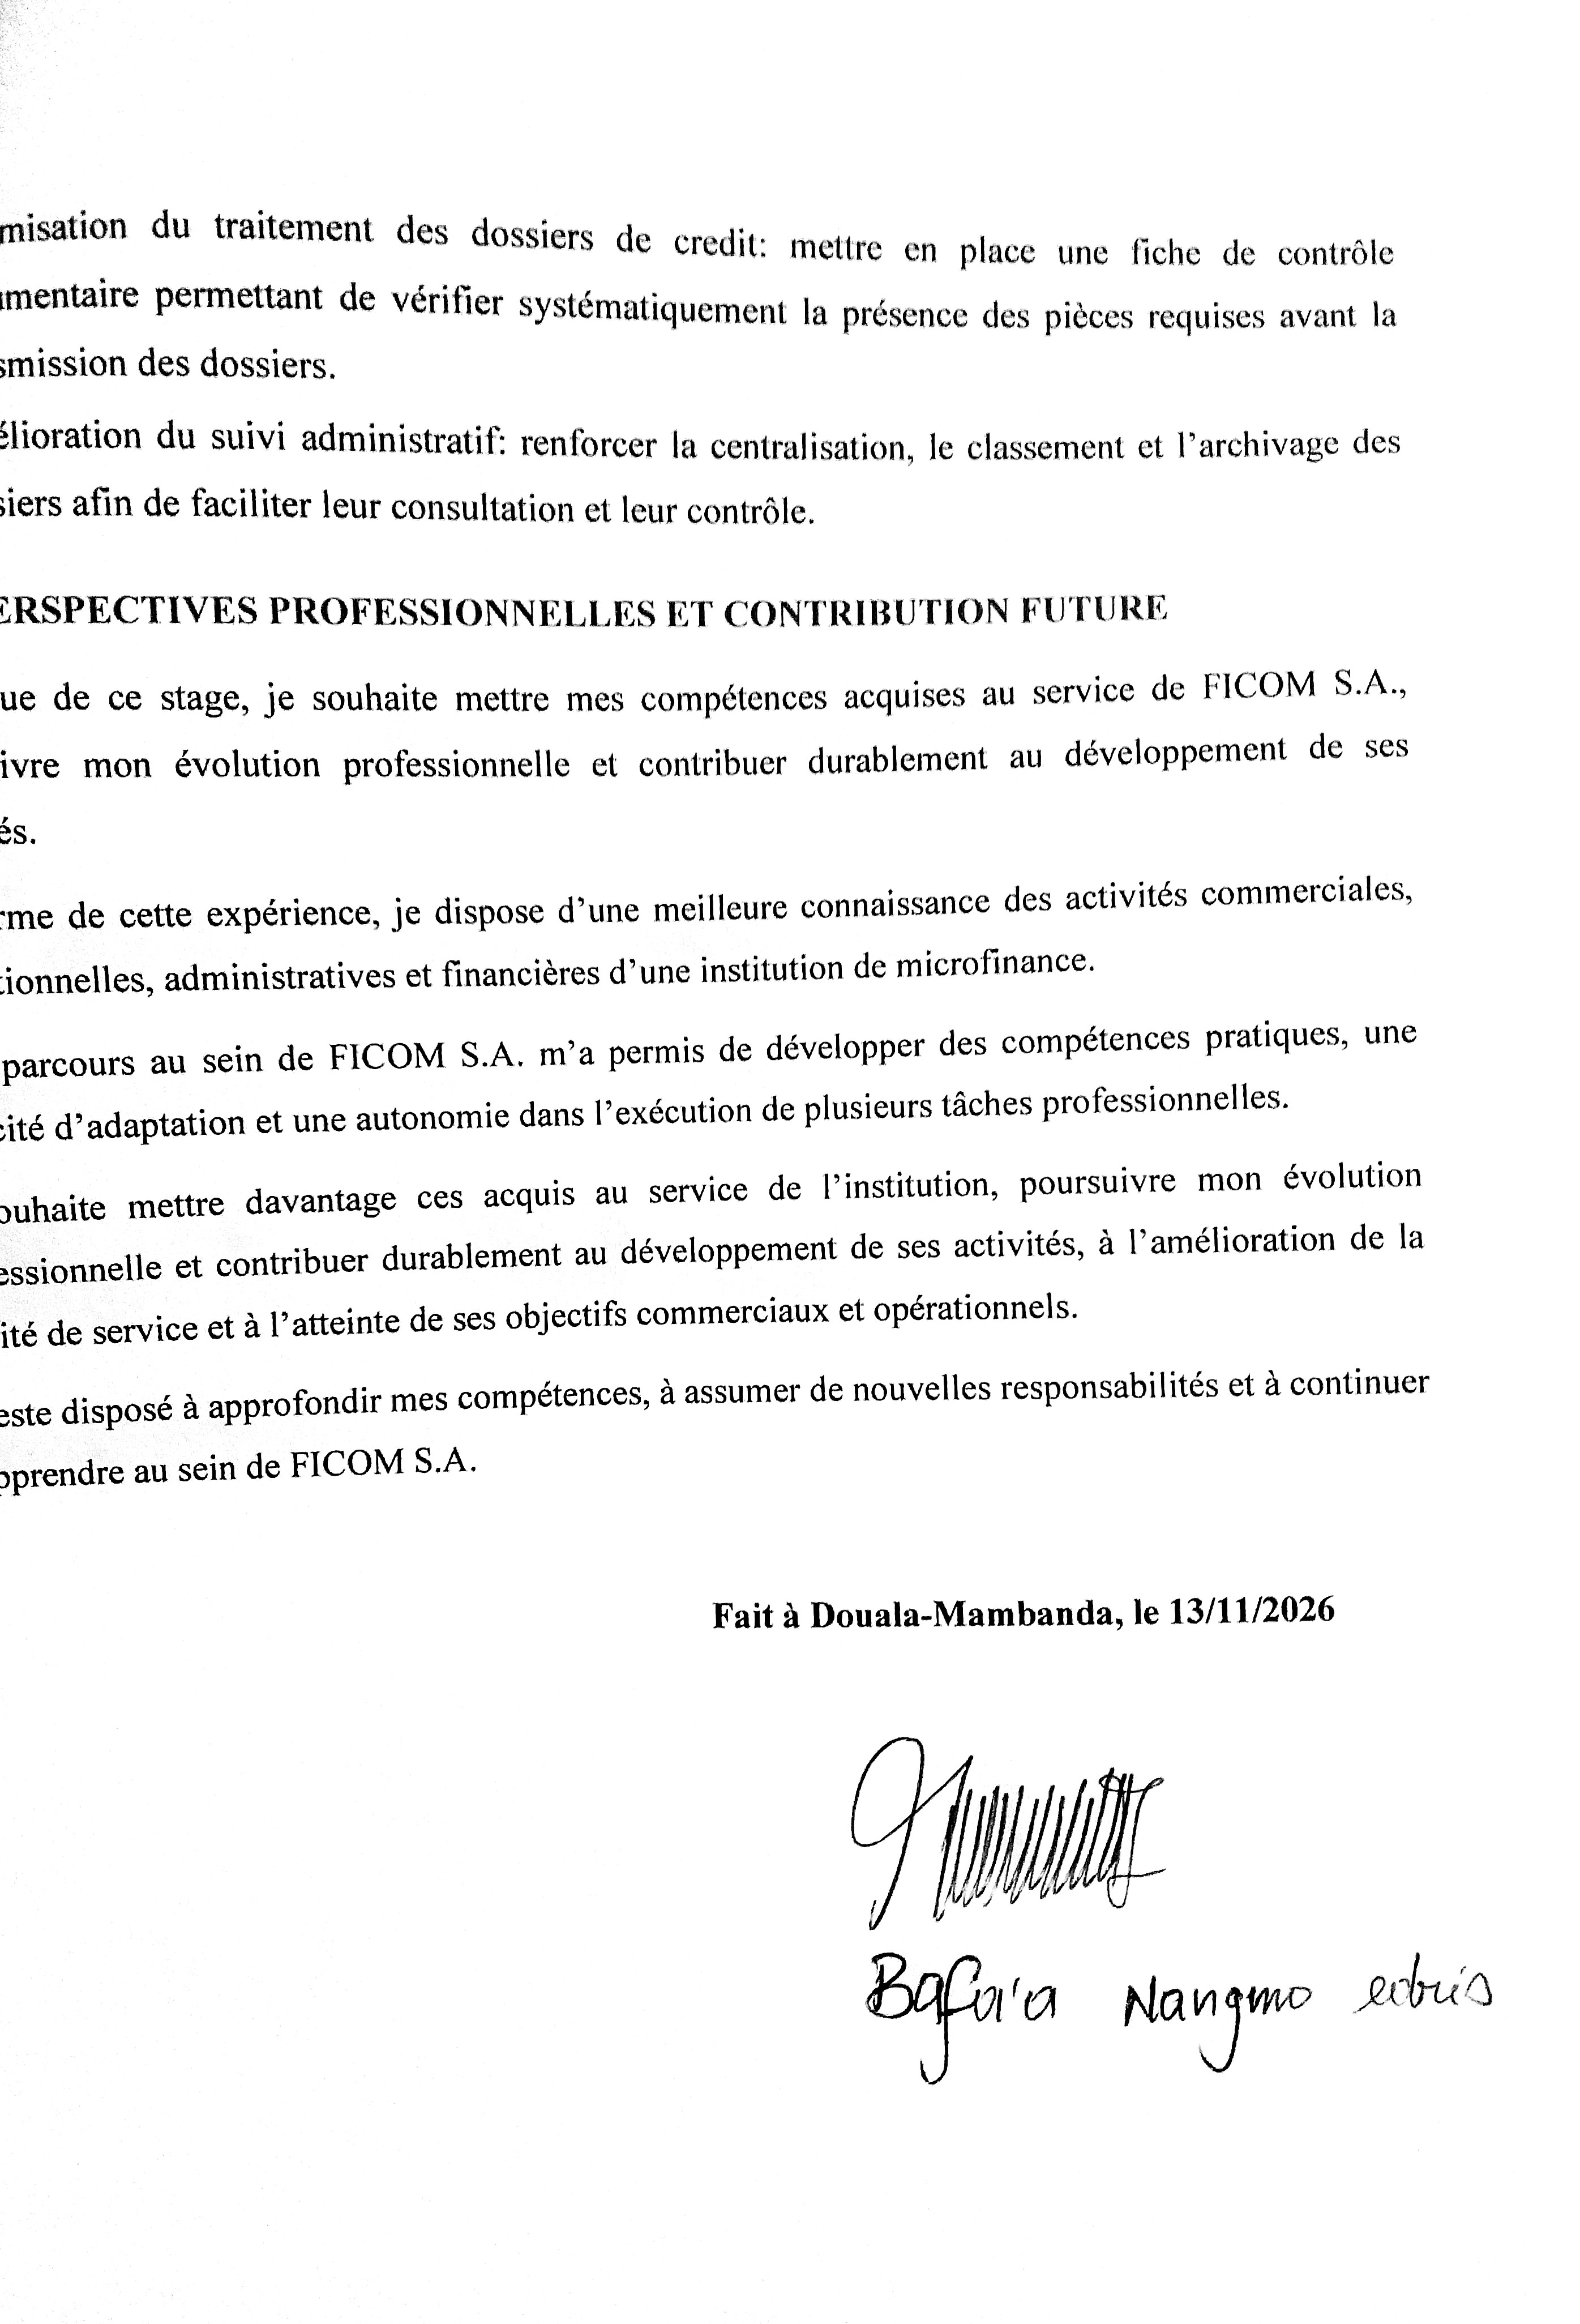 misation du traitement des dossiers de credit: mettre en place une fiche de contrôle
mentaire permettant de vérifier systématiquement la présence des pièces requises avant la
smission des dossiers.
élioration du suivi administratif: renforcer la centralisation, le classement et l'archivage des
siers afin de faciliter leur consultation et leur contrôle.
ERSPECTIVES PROFESSIONNELLES ET CONTRIBUTION FUTURE
ue de ce stage, je souhaite mettre mes compétences acquises au service de FICOM S.A.,
ivre mon évolution professionnelle et contribuer durablement au développement de ses
és.
rme de cette expérience, je dispose d'une meilleure connaissance des activités commerciales,
tionnelles, administratives et financières d'une institution de microfinance.
parcours au sein de FICOM S.A. m'a permis de développer des compétences pratiques, une
cité d'adaptation et une autonomie dans l'exécution de plusieurs tâches professionnelles.
ouhaite mettre davantage ces acquis au service de l'institution, poursuivre mon évolution
essionnelle et contribuer durablement au développement de ses activités, à l'amélioration de la
ité de service et à l'atteinte de ses objectifs commerciaux et opérationnels.
este disposé à approfondir mes compétences, à assumer de nouvelles responsabilités et à continuer
pprendre au sein de FICOM S.A.
Fait à Douala-Mambanda, le 13/11/2026
Nangmo